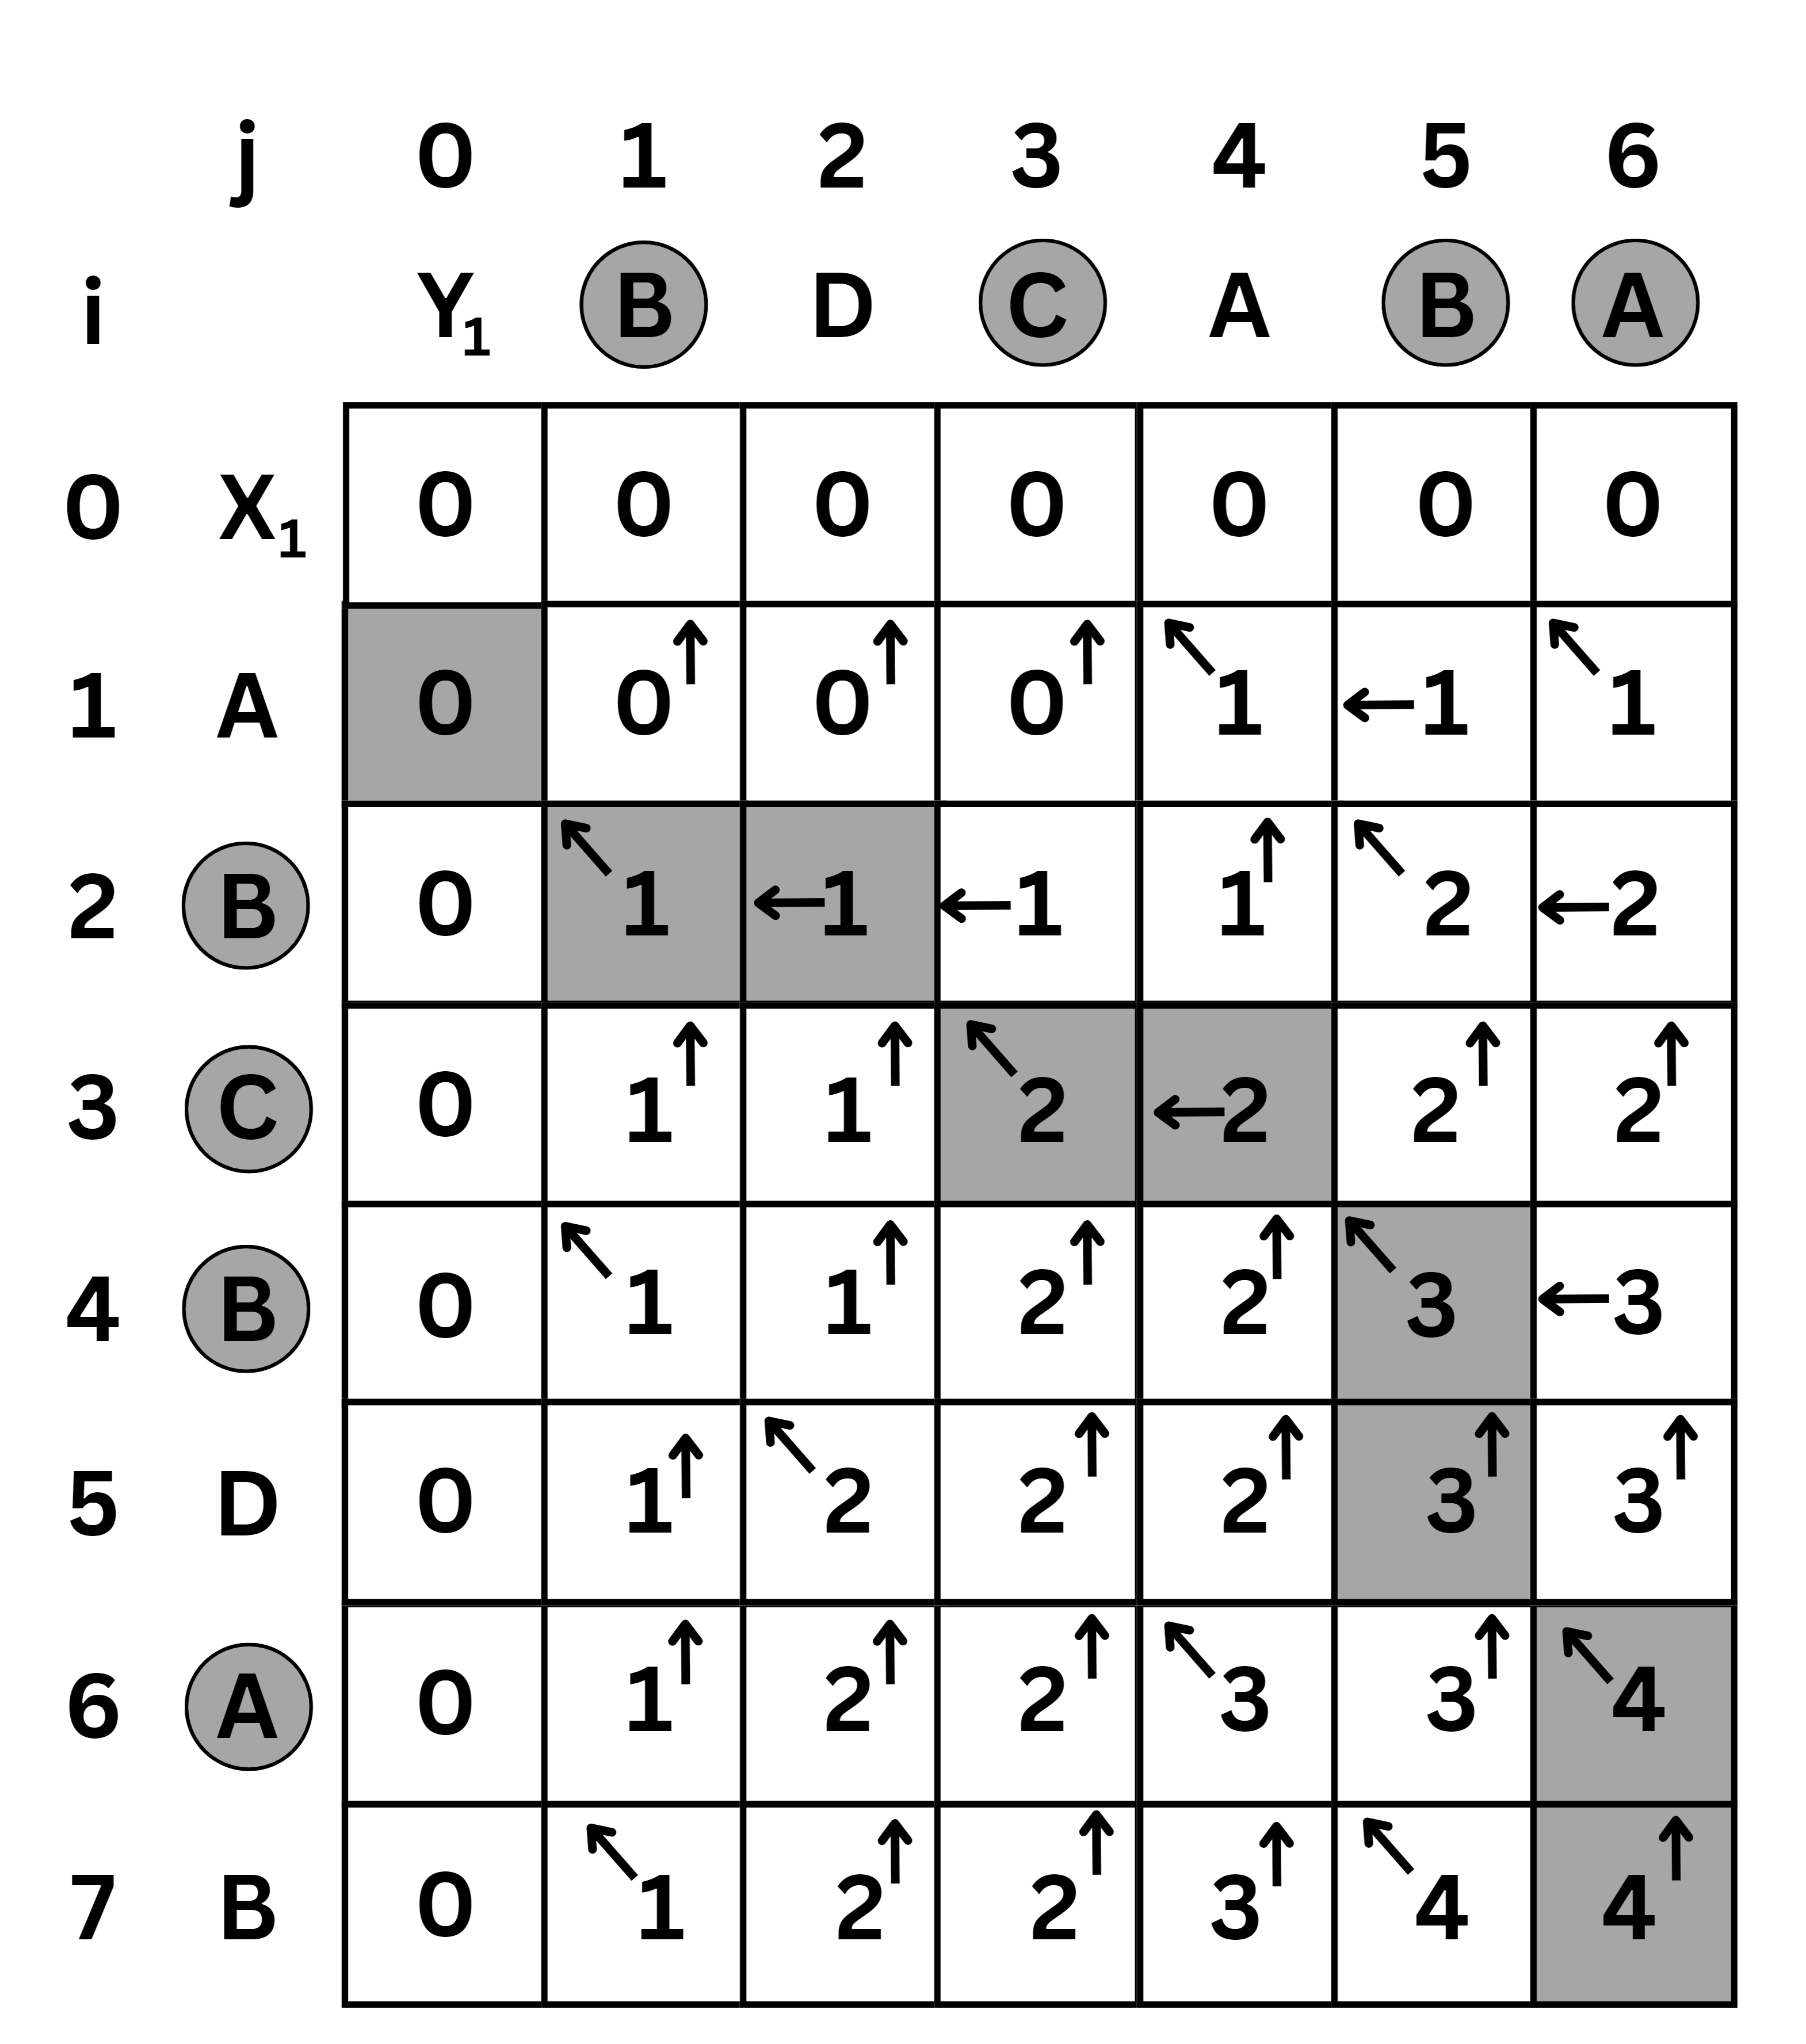 j 0 1 2 3 4 5 6
i Y₁ B D C A B A
0 X₁ 0 0 0 0 0 0 0
1 A 0 0↑ 0↑ 0↑ ↖1 ←1 ↖1
2 B 0 ↖1 ←1 ←1 1↑ ↖2 ←2
3 C 0 1↑ 1↑ ↖2 ←2 2↑ 2↑
4 B 0 ↖1 1↑ 2↑ 2↑ ↖3 ←3
5 D 0 1↑ ↖2 2↑ 2↑ 3↑ 3↑
6 A 0 1↑ 2↑ 2↑ ↖3 3↑ ↖4
7 B 0 ↖1 2↑ 2↑ 3↑ ↖4 4↑